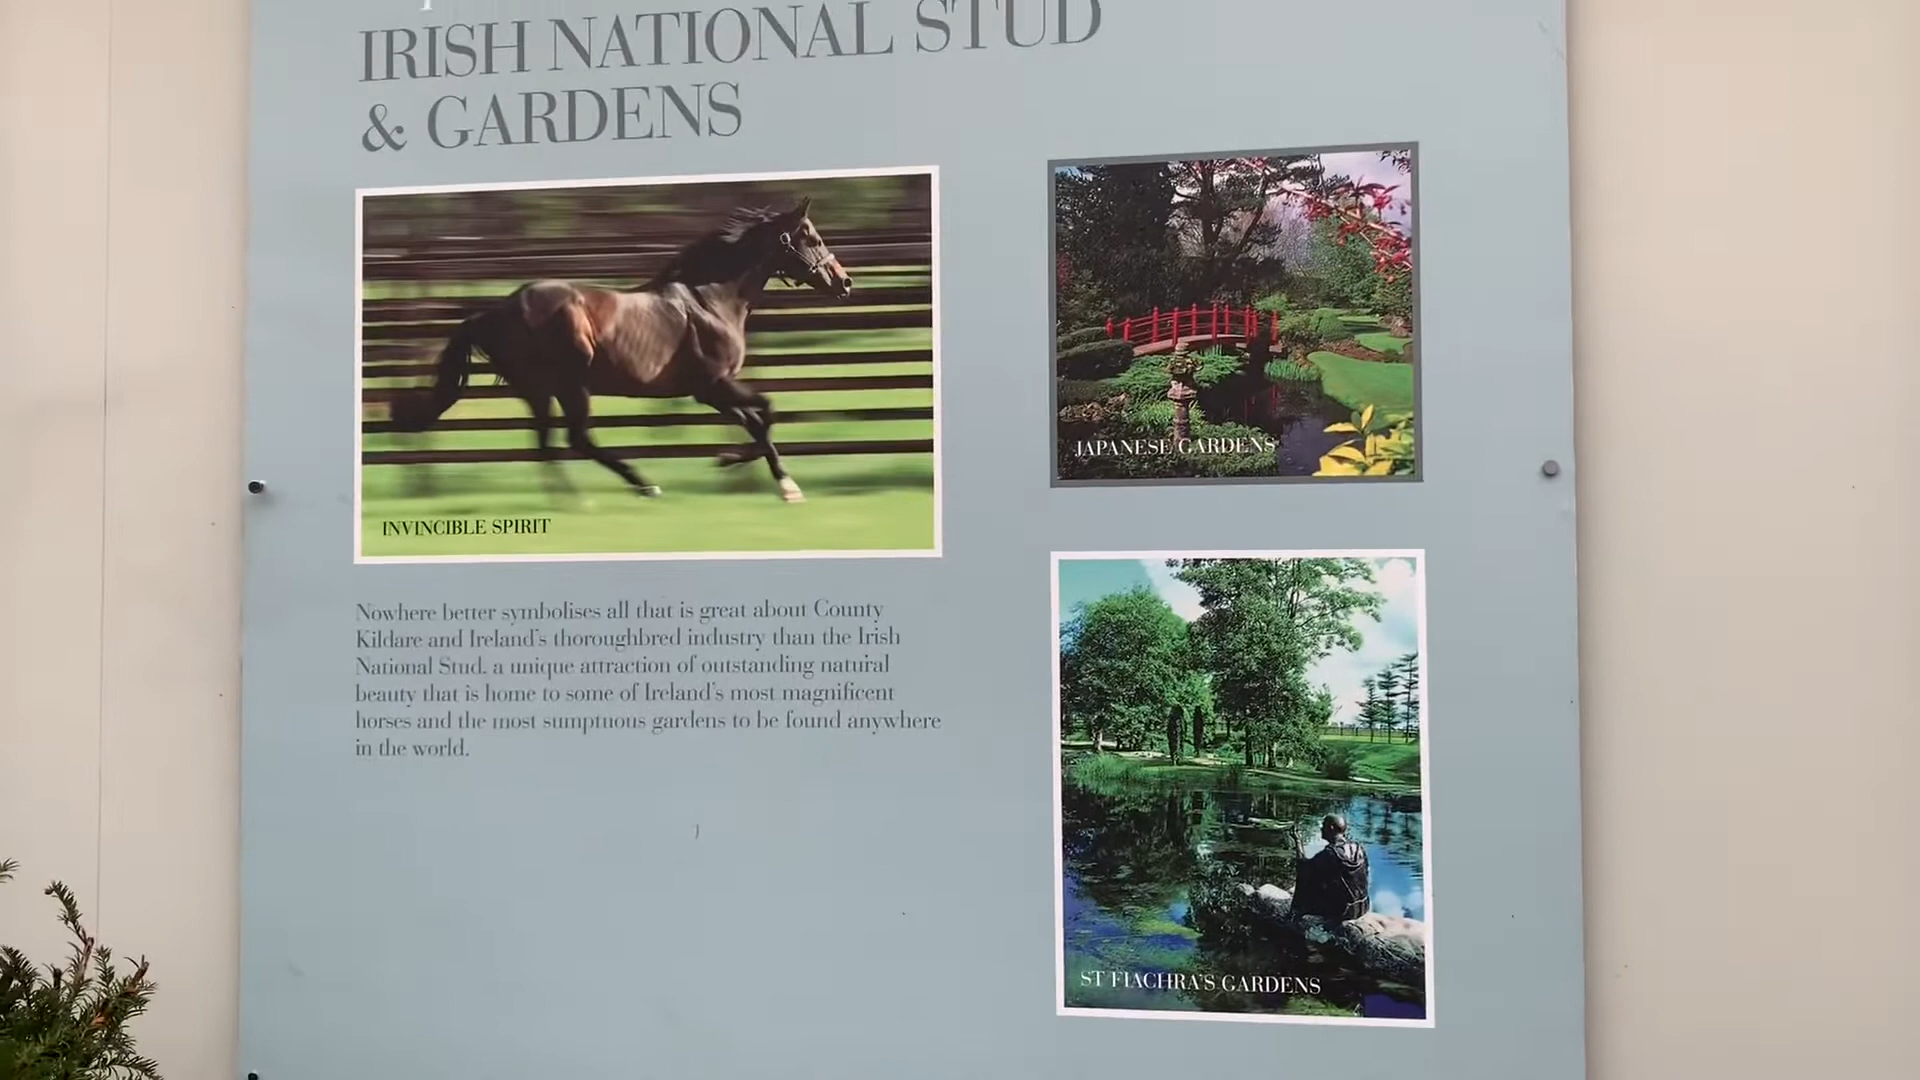 IRISH NATIONAL STUD
& GARDENS
INVINCIBLE SPIRIT
JAPANESE GARDENS
Nowhere better symbolises all that is great about County
Kildare and Ireland's thoroughbred industry than the Irish
National Stud. a unique attraction of outstanding natural
beauty that is home to some of Ireland's most magnificent
horses and the most sumptuous gardens to be found anywhere
in the world.
ST FIACHRA'S GARDENS